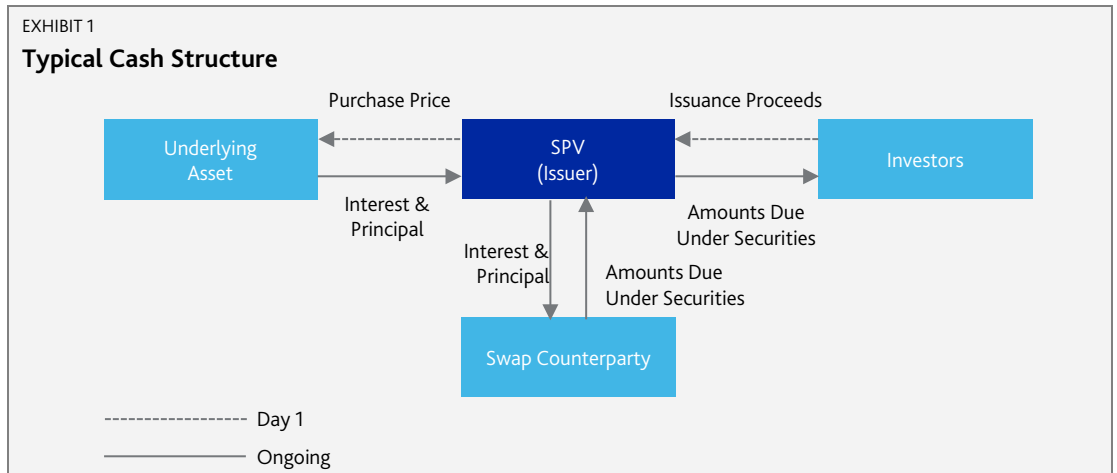 EXHIBIT 1
Typical Cash Structure
Purchase Price
Issuance Proceeds
Underlying
Asset
SPV
(Issuer)
Investors
Interest &
Principal
Amounts Due
Under Securities
Interest &
Principal
Amounts Due
Under Securities
Swap Counterparty
Day 1
Ongoing